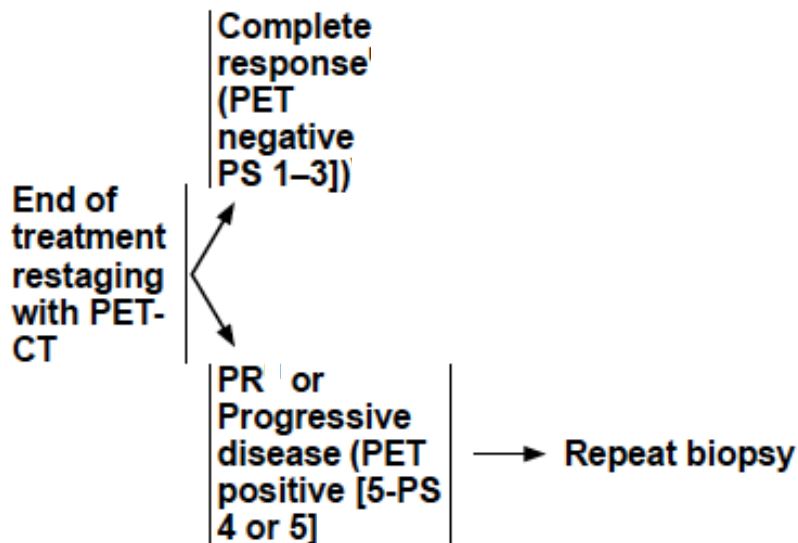 Complete
response
(PET
negative
PS 1–3])
End of
treatment
restaging
with PET-
CT
PR or
Progressive
disease (PET
positive [5-PS
4 or 5]
Repeat biopsy